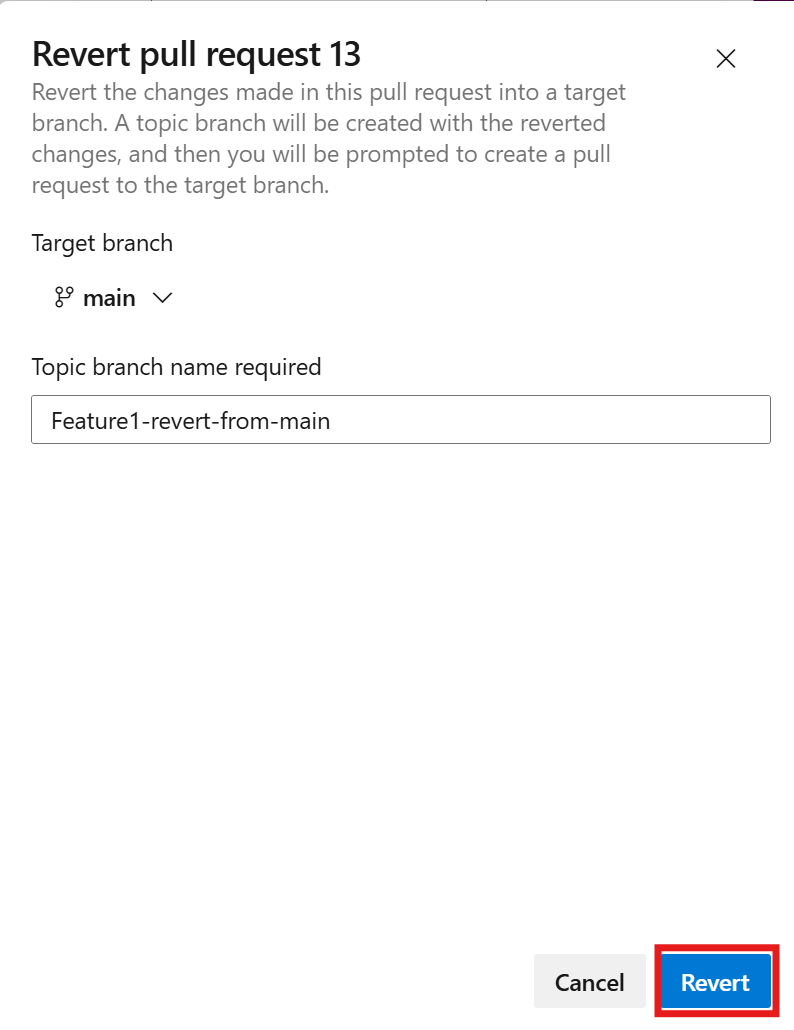 Revert pull request 13
Revert the changes made in this pull request into a target
branch. A topic branch will be created with the reverted
changes, and then you will be prompted to create a pull
request to the target branch.
Target branch
main
Topic branch name required
Feature1-revert-from-main
Cancel
Revert